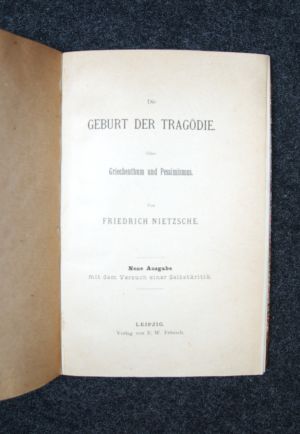 Die
GEBURT DER TRAGÖDIE.
Oder:
Griechenthum und Pessimismus.
Von
FRIEDRICH NIETZSCHE.
Neue Ausgabe
mit dem Versuch einer Selbstkritik.
LEIPZIG.
Verlag von E. W. Fritzsch.